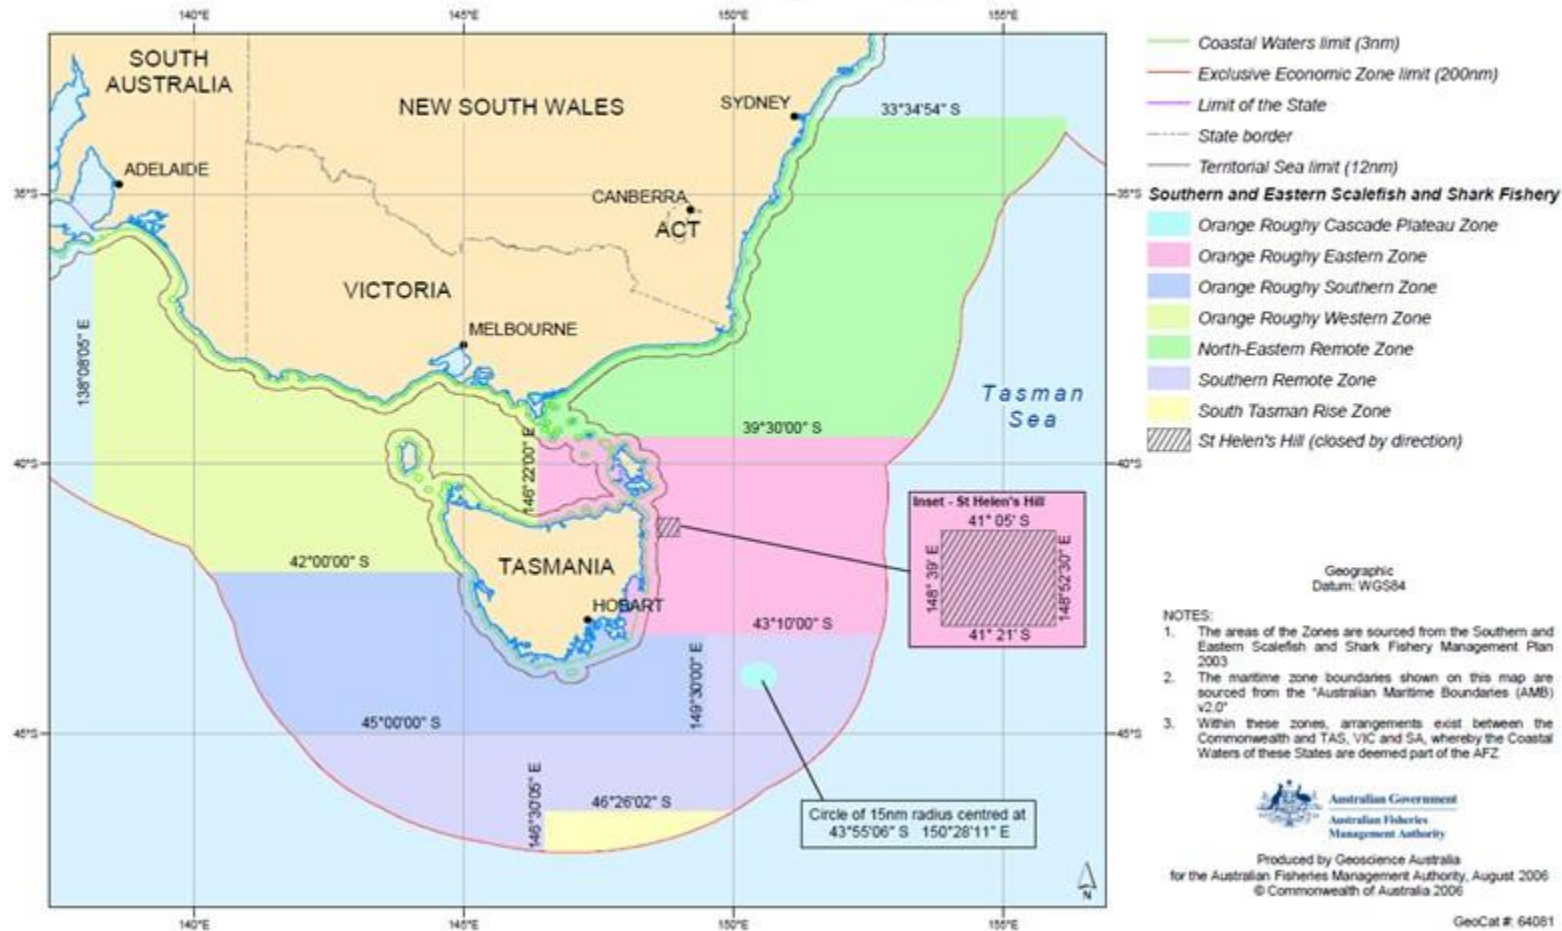 140°E 145°E 150°E 155°E
SOUTH
AUSTRALIA
NEW SOUTH WALES
SYDNEY
33°34'54" S
ADELAIDE
35°S
35°S
CANBERRA
ACT
VICTORIA
MELBOURNE
138°08'05" E
Tasman
Sea
39°30'00" S
146°22'00" E
40°S
40°S
Inset - St Helen's Hill
41° 05' S
148° 39' E
148°52'30" E
41° 21' S
42°00'00" S
TASMANIA
HOBART
43°10'00" S
149°30'00" E
45°00'00" S
45°S
45°S
146°30'05" E
46°26'02" S
Circle of 15nm radius centred at
43°55'06" S 150°28'11" E
N
140°E 145°E 150°E 155°E
Coastal Waters limit (3nm)
Exclusive Economic Zone limit (200nm)
Limit of the State
State border
Territorial Sea limit (12nm)
Southern and Eastern Scalefish and Shark Fishery
Orange Roughy Cascade Plateau Zone
Orange Roughy Eastern Zone
Orange Roughy Southern Zone
Orange Roughy Western Zone
North-Eastern Remote Zone
Southern Remote Zone
South Tasman Rise Zone
St Helen's Hill (closed by direction)
Geographic
Datum: WGS84
NOTES:
1. The areas of the Zones are sourced from the Southern and
Eastern Scalefish and Shark Fishery Management Plan
2003
2. The maritime zone boundaries shown on this map are
sourced from the "Australian Maritime Boundaries (AMB)
v2.0"
3. Within these zones, arrangements exist between the
Commonwealth and TAS, VIC and SA, whereby the Coastal
Waters of these States are deemed part of the AFZ
Australian Government
Australian Fisheries
Management Authority
Produced by Geoscience Australia
for the Australian Fisheries Management Authority, August 2006
© Commonwealth of Australia 2006
GeoCat #: 64081